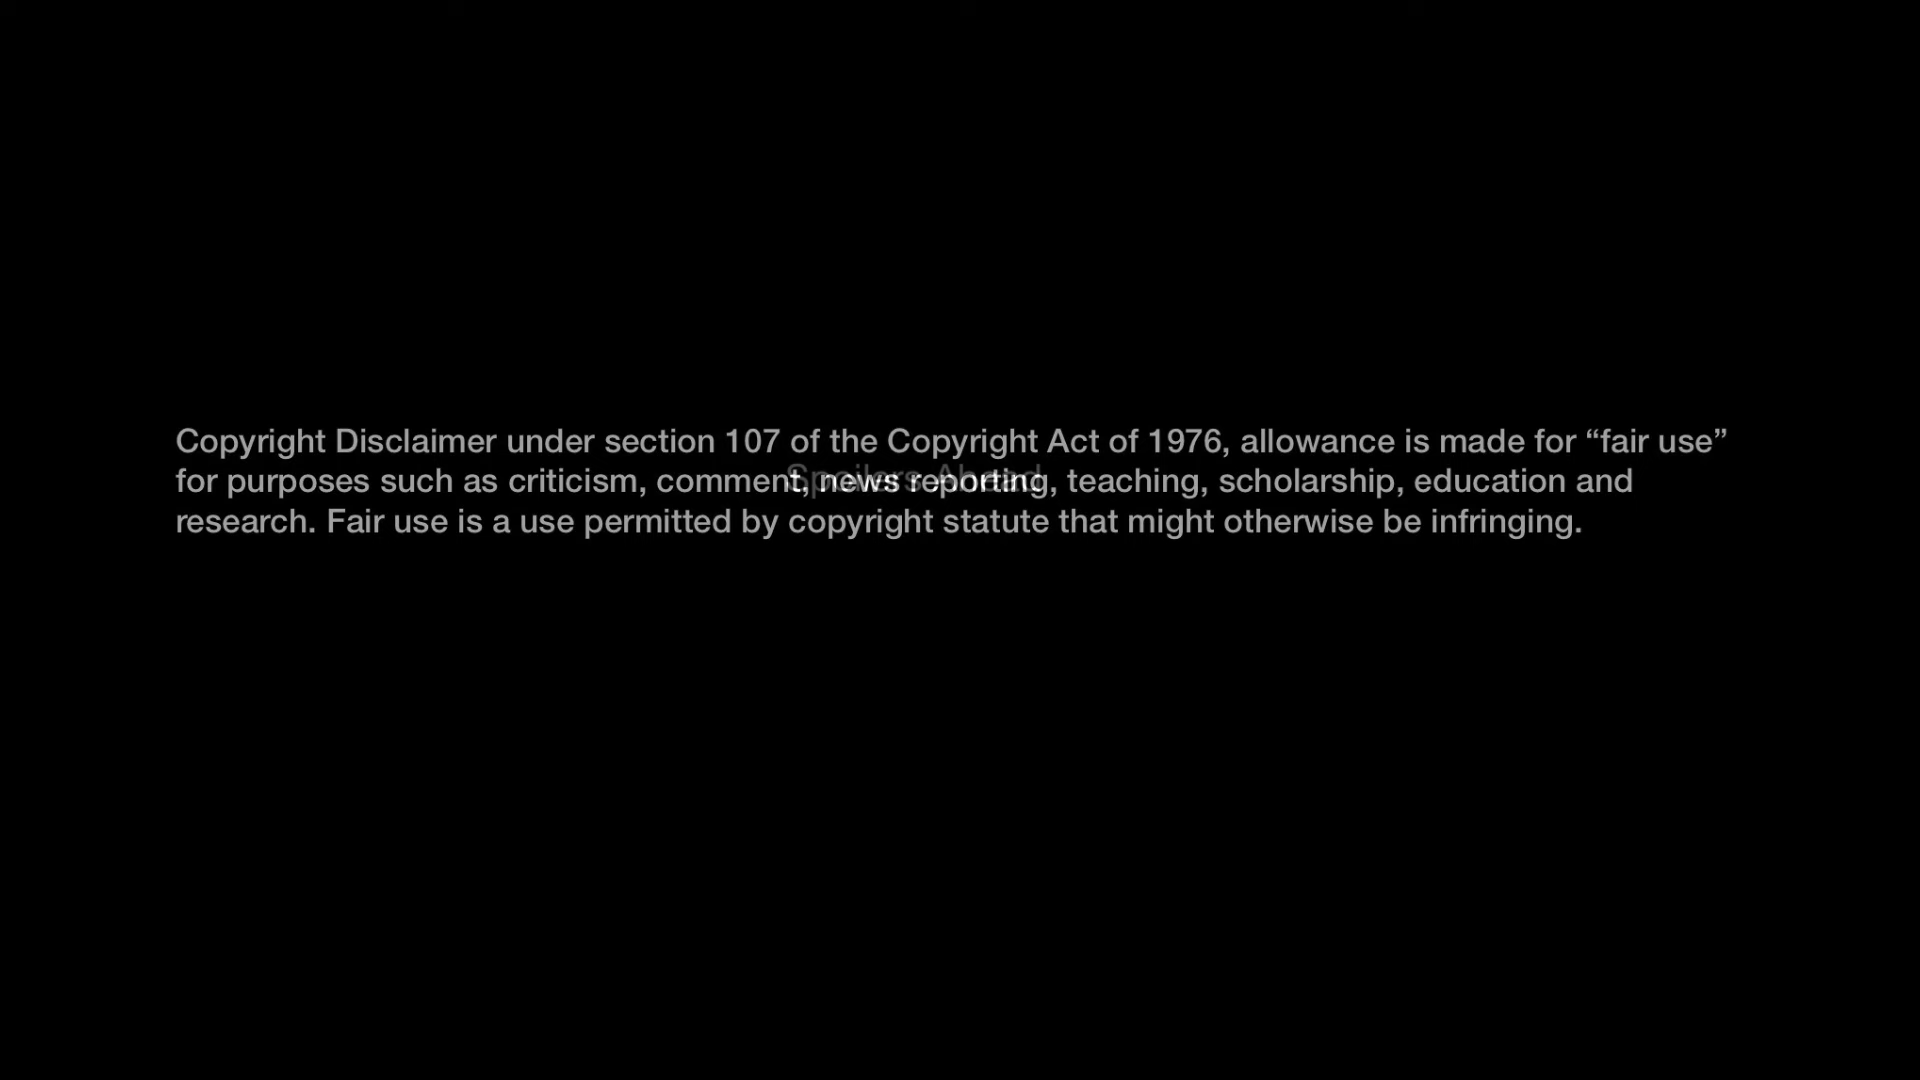 Copyright Disclaimer under section 107 of the Copyright Act of 1976, allowance is made for “fair use”
for purposes such as criticism, comment, news reporting, teaching, scholarship, education and
research. Fair use is a use permitted by copyright statute that might otherwise be infringing.
Spoilers Ahead